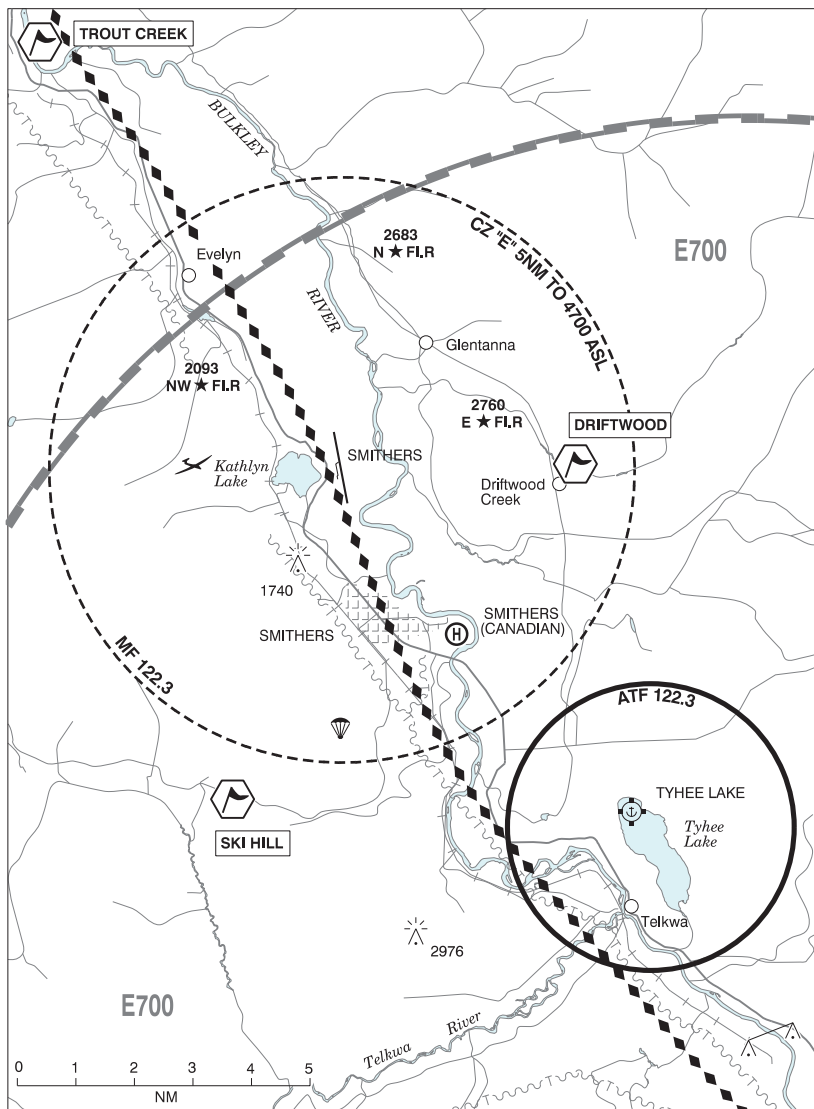 TROUT CREEK
BULKLEY
RIVER
CZ "E" 5NM TO 4700 ASL
2683
N ★ Fl.R
E700
Evelyn
Glentanna
2093
NW ★ Fl.R
2760
E ★ Fl.R
DRIFTWOOD
SMITHERS
Kathlyn
Lake
Driftwood
Creek
1740
SMITHERS
SMITHERS
(CANADIAN)
H
MF 122.3
ATF 122.3
TYHEE LAKE
Tyhee
Lake
SKI HILL
Telkwa
2976
E700
Telkwa River
0 1 2 3 4 5
NM